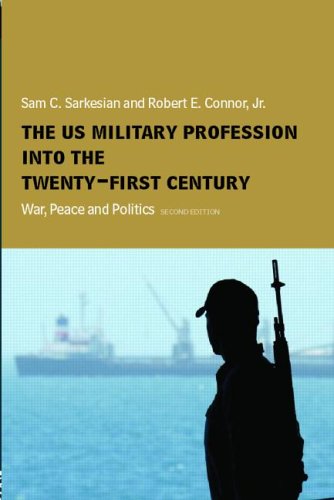 Sam C. Sarkesian and Robert E. Connor, Jr.
THE US MILITARY PROFESSION
INTO THE
TWENTY-FIRST CENTURY
War, Peace and Politics SECOND EDITION